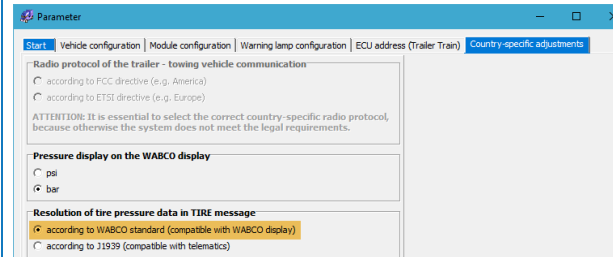 Parameter
Start Vehicle configuration Module configuration Warning lamp configuration ECU address (Trailer Train) Country-specific adjustments
Radio protocol of the trailer - towing vehicle communication
according to FCC directive (e.g. America)
according to ETSI directive (e.g. Europe)
ATTENTION: It is essential to select the correct country-specific radio protocol,
because otherwise the system does not meet the legal requirements.
Pressure display on the WABCO display
psi
bar
Resolution of tire pressure data in TIRE message
according to WABCO standard (compatible with WABCO display)
according to J1939 (compatible with telematics)